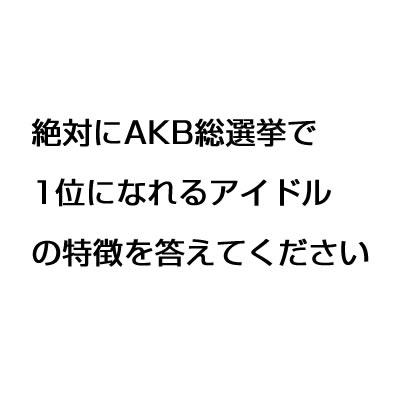 絶対にAKB総選挙で
1位になれるアイドル
の特徴を答えてください